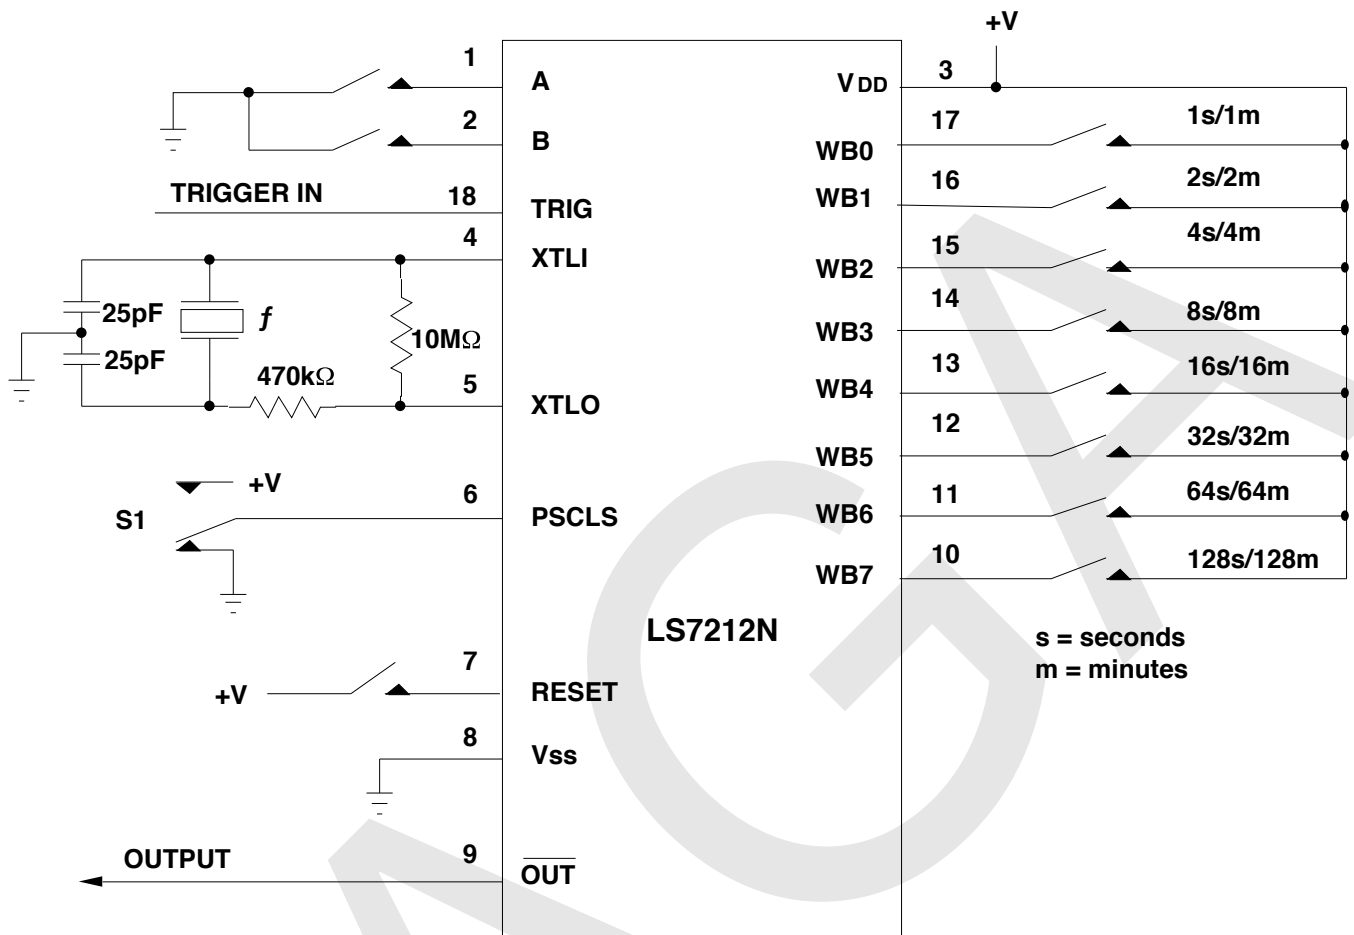 +V
1
A
2
B
TRIGGER IN
18
TRIG
4
XTLI
25pF
25pF
ƒ
10MΩ
470kΩ
5
XTLO
+V
S1
6
PSCLS
+V
7
RESET
8
Vss
OUTPUT
9
OUT
LS7212N
VDD
3
17
WB0
1s/1m
16
WB1
2s/2m
15
WB2
4s/4m
14
WB3
8s/8m
13
WB4
16s/16m
12
WB5
32s/32m
11
WB6
64s/64m
10
WB7
128s/128m
s = seconds
m = minutes